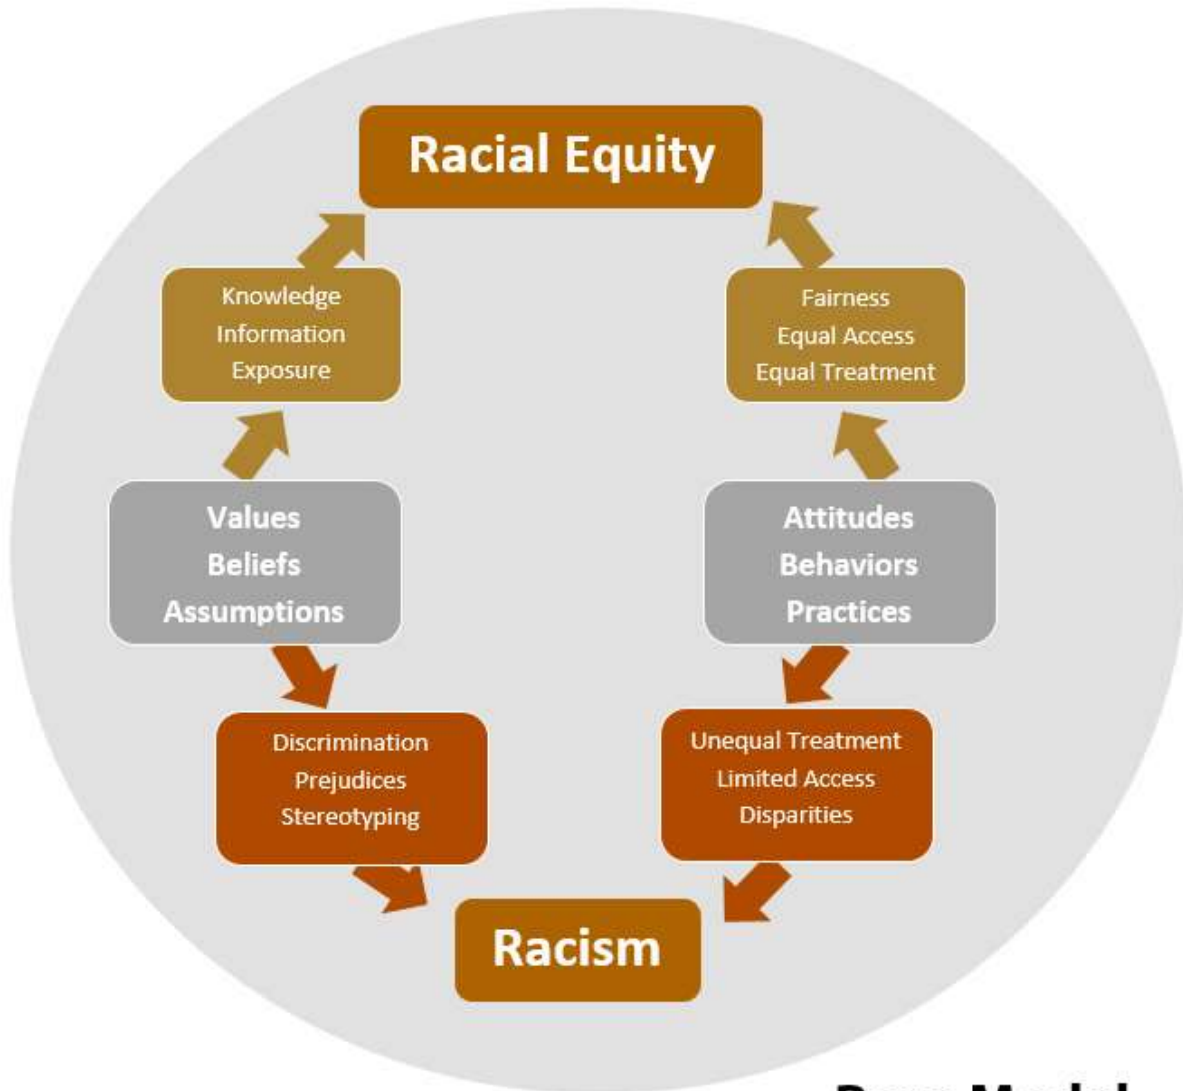 Racial Equity
Knowledge
Information
Exposure
Fairness
Equal Access
Equal Treatment
Values
Beliefs
Assumptions
Attitudes
Behaviors
Practices
Discrimination
Prejudices
Stereotyping
Unequal Treatment
Limited Access
Disparities
Racism